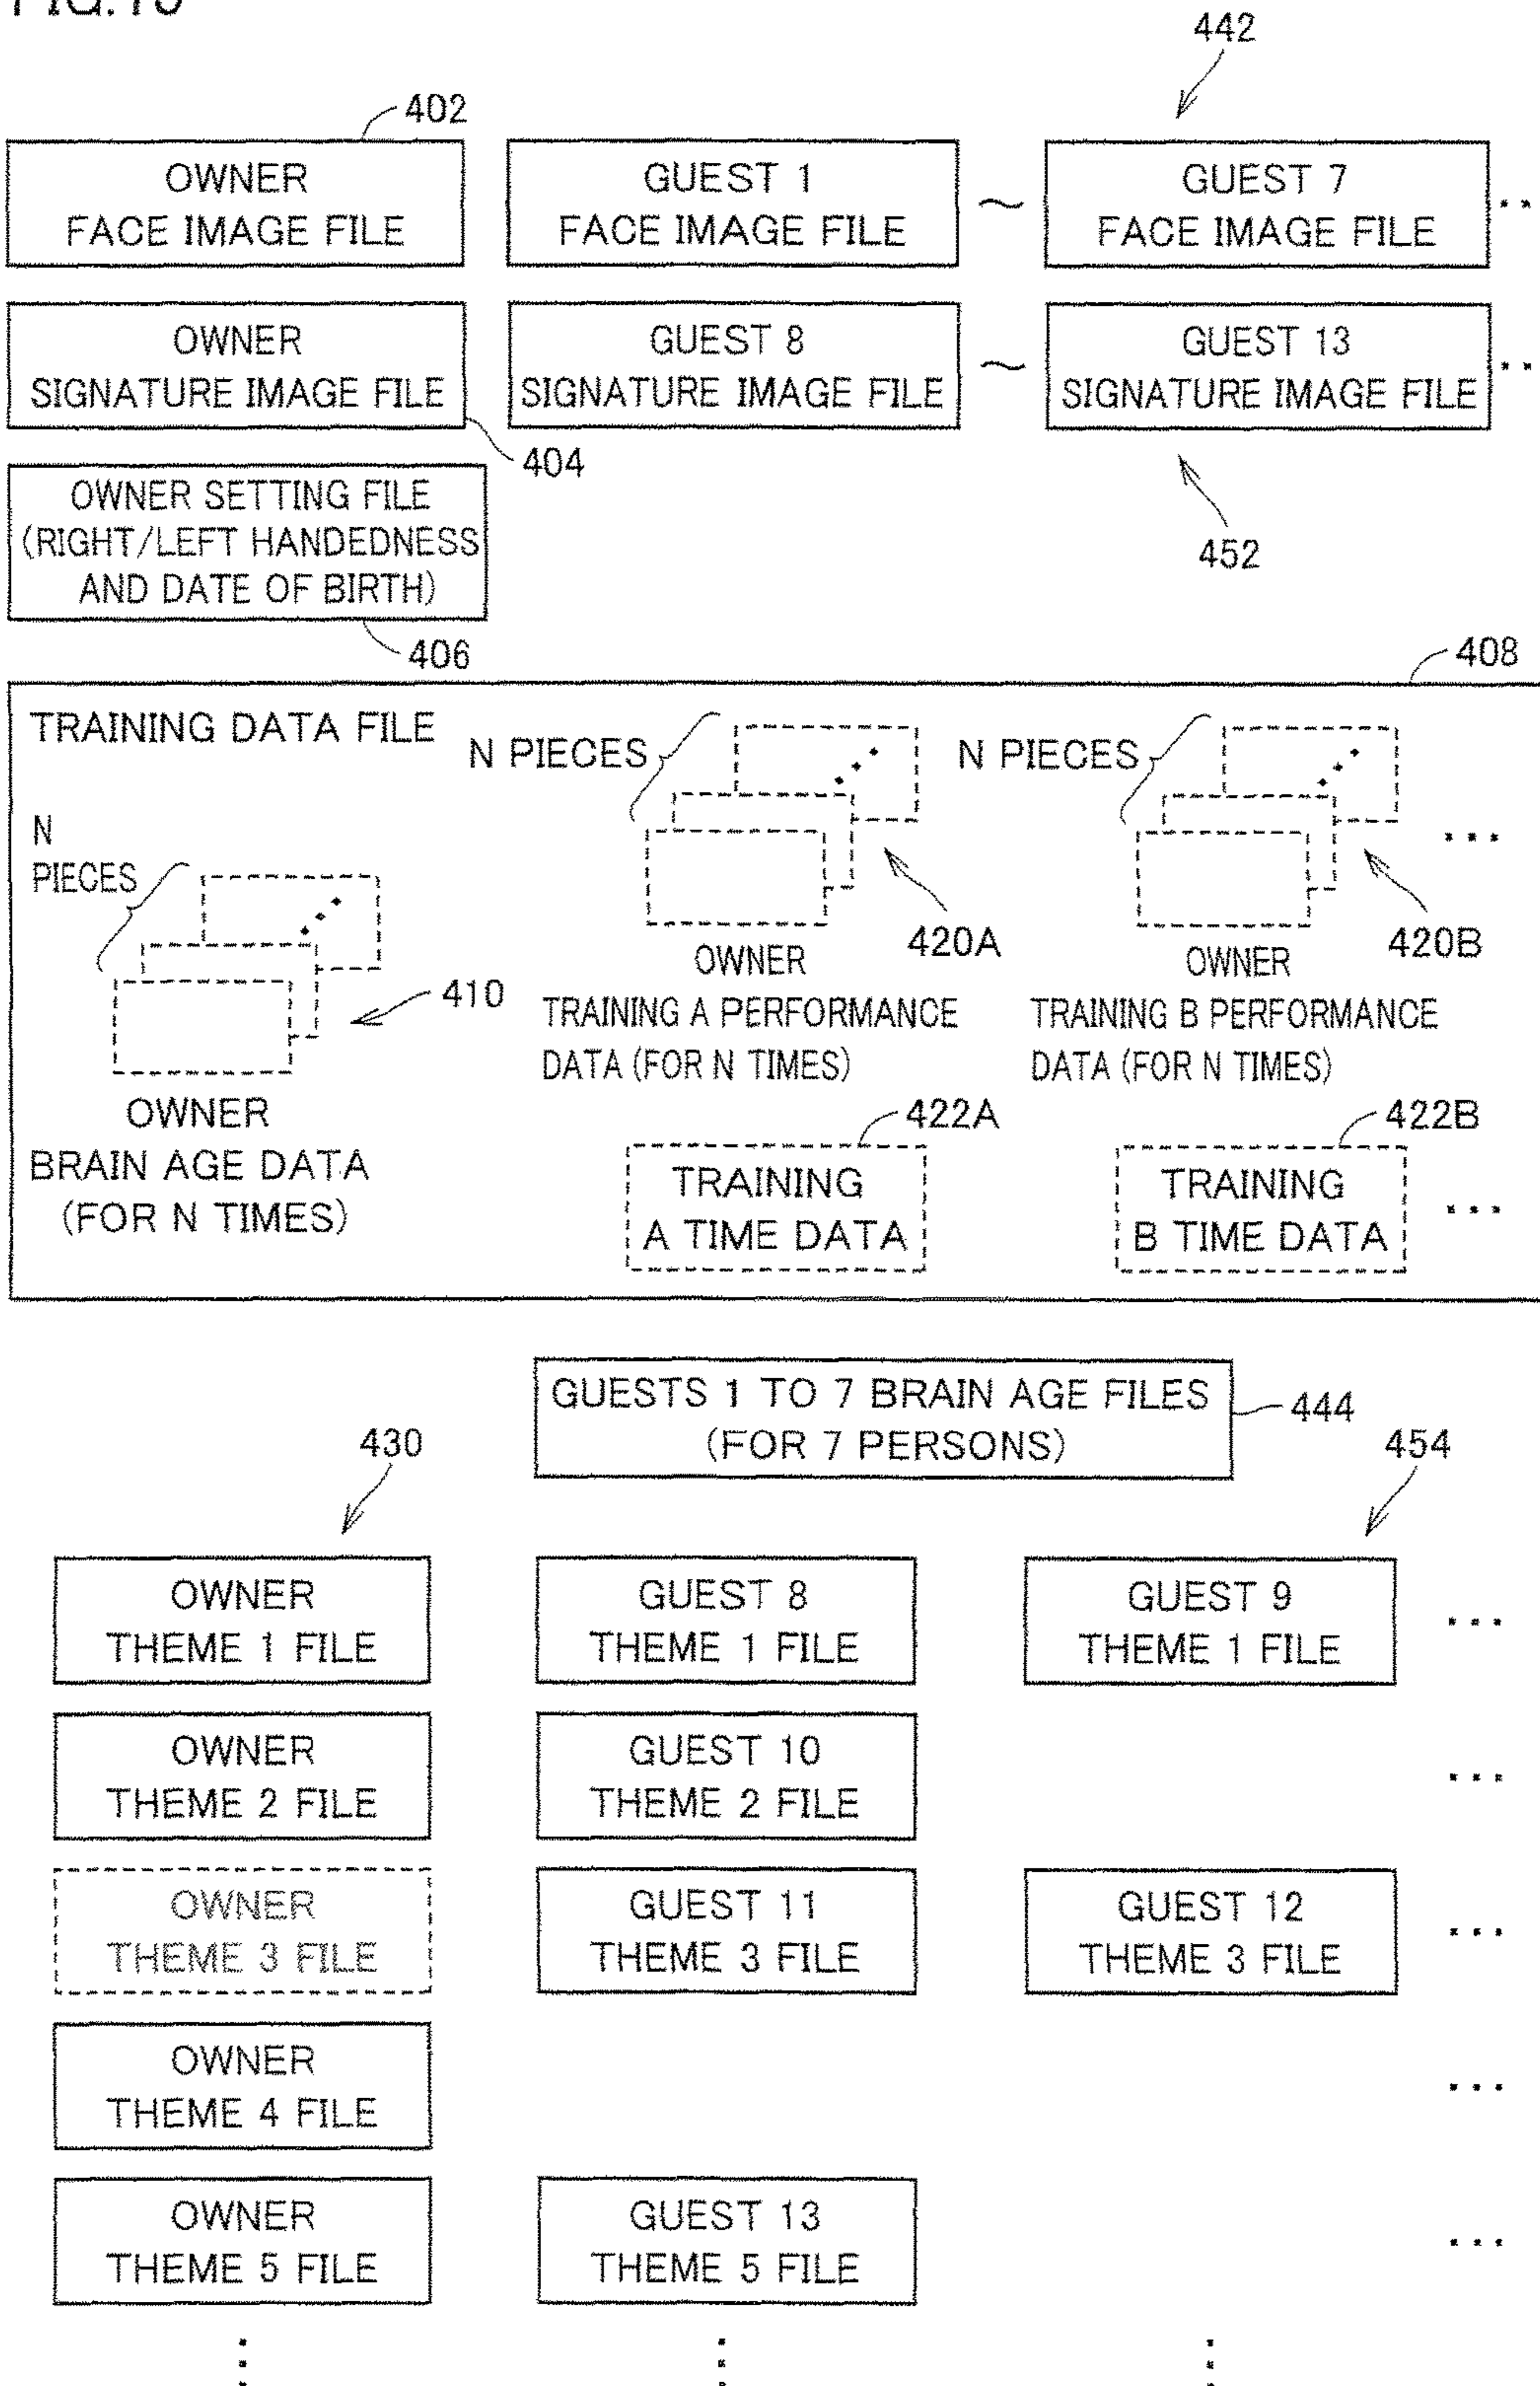 442
402
OWNER
FACE IMAGE FILE
GUEST 1
FACE IMAGE FILE
~
GUEST 7
FACE IMAGE FILE
OWNER
SIGNATURE IMAGE FILE
GUEST 8
SIGNATURE IMAGE FILE
~
GUEST 13
SIGNATURE IMAGE FILE
404
452
OWNER SETTING FILE
(RIGHT/LEFT HANDEDNESS
AND DATE OF BIRTH)
406
408
TRAINING DATA FILE
N
PIECES
410
OWNER
BRAIN AGE DATA
(FOR N TIMES)
N PIECES
420A
OWNER
TRAINING A PERFORMANCE
DATA (FOR N TIMES)
422A
TRAINING
A TIME DATA
N PIECES
420B
OWNER
TRAINING B PERFORMANCE
DATA (FOR N TIMES)
422B
TRAINING
B TIME DATA
GUESTS 1 TO 7 BRAIN AGE FILES
(FOR 7 PERSONS)
444
430
454
OWNER
THEME 1 FILE
GUEST 8
THEME 1 FILE
GUEST 9
THEME 1 FILE
OWNER
THEME 2 FILE
GUEST 10
THEME 2 FILE
OWNER
THEME 3 FILE
GUEST 11
THEME 3 FILE
GUEST 12
THEME 3 FILE
OWNER
THEME 4 FILE
OWNER
THEME 5 FILE
GUEST 13
THEME 5 FILE